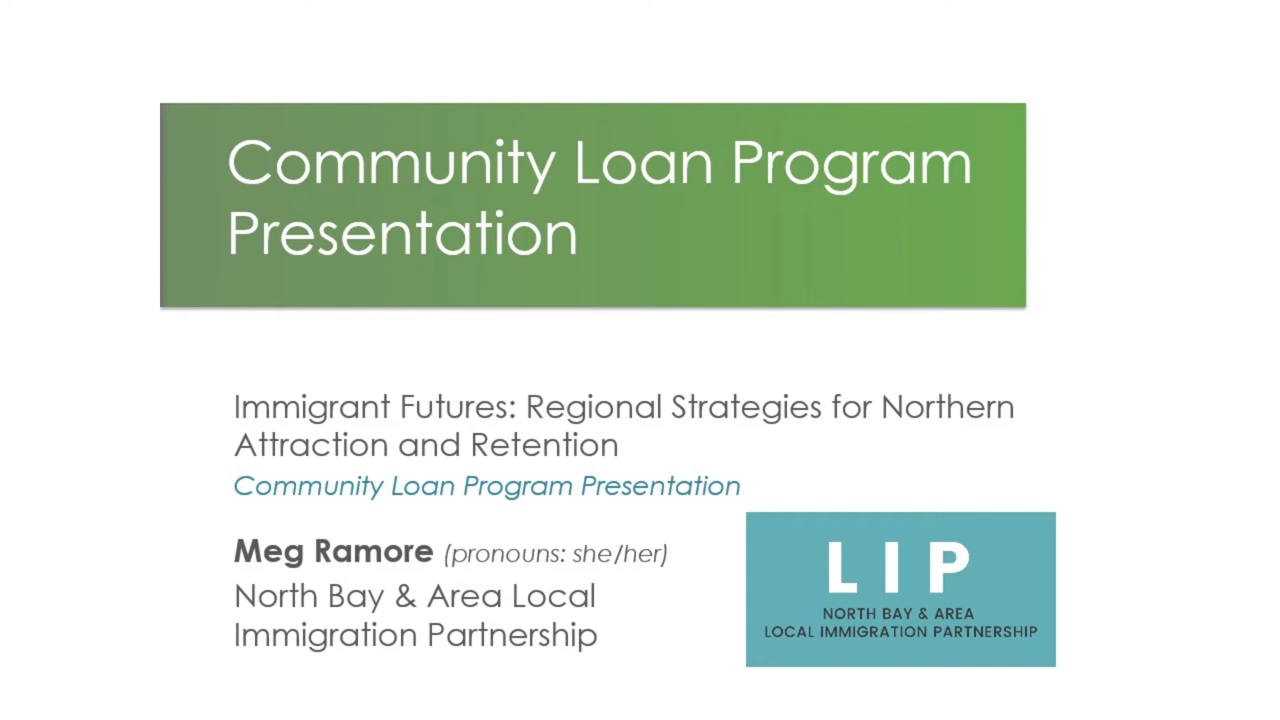 Community Loan Program
Presentation
Immigrant Futures: Regional Strategies for Northern
Attraction and Retention
Community Loan Program Presentation
Meg Ramore (pronouns: she/her)
North Bay & Area Local
Immigration Partnership
LIP
NORTH BAY & AREA
LOCAL IMMIGRATION PARTNERSHIP